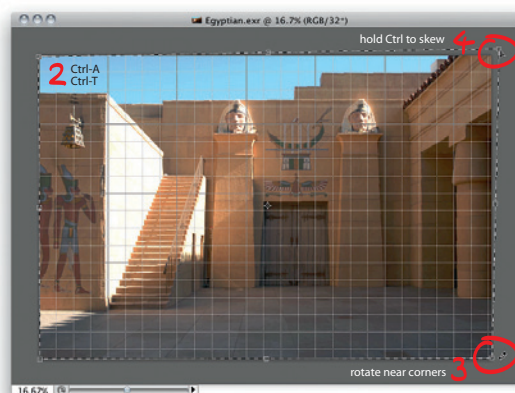 Egyptian.exr @ 16.7% (RGB/32*)
hold Ctrl to skew 4
2 Ctrl-A
Ctrl-T
rotate near corners 3
16.67%